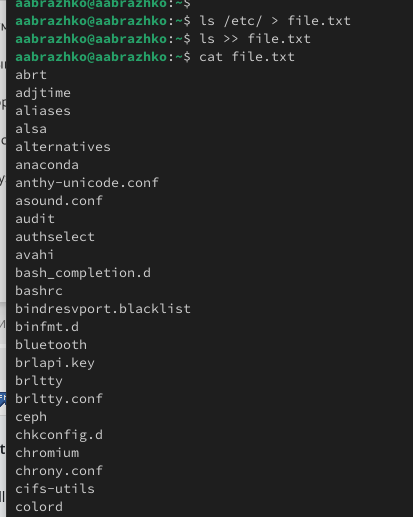 aabrazhko@aabrazhko:~$
aabrazhko@aabrazhko:~$ ls /etc/ > file.txt
aabrazhko@aabrazhko:~$ ls >> file.txt
aabrazhko@aabrazhko:~$ cat file.txt
abrt
adjtime
aliases
alsa
alternatives
anaconda
anthy-unicode.conf
asound.conf
audit
authselect
avahi
bash_completion.d
bashrc
bindresvport.blacklist
binfmt.d
bluetooth
brlapi.key
brltty
brltty.conf
ceph
chkconfig.d
chromium
chrony.conf
cifs-utils
colord